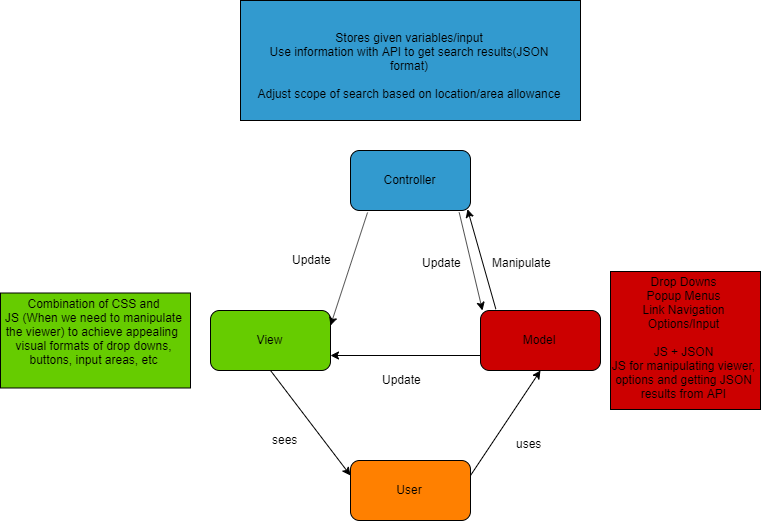 Stores given variables/input
Use information with API to get search results(JSON
format)
Adjust scope of search based on location/area allowance
Controller
Update
Update
Manipulate
Combination of CSS and
JS (When we need to manipulate
the viewer) to achieve appealing
visual formats of drop downs,
buttons, input areas, etc
View
Model
Drop Downs
Popup Menus
Link Navigation
Options/Input
JS + JSON
JS for manipulating viewer,
options and getting JSON
results from API
Update
sees
uses
User